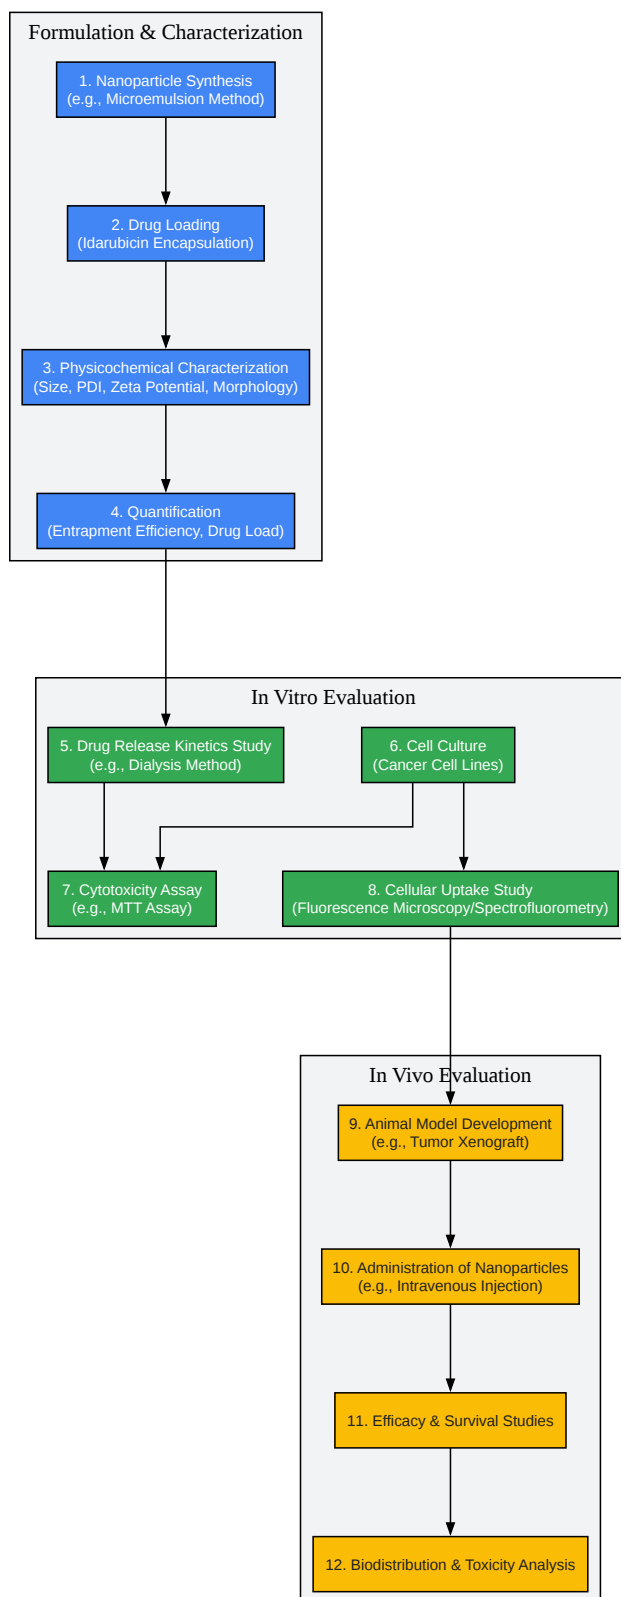 Formulation & Characterization
1. Nanoparticle Synthesis
(e.g., Microemulsion Method)
2. Drug Loading
(Idarubicin Encapsulation)
3. Physicochemical Characterization
(Size, PDI, Zeta Potential, Morphology)
4. Quantification
(Entrapment Efficiency, Drug Load)
In Vitro Evaluation
5. Drug Release Kinetics Study
(e.g., Dialysis Method)
6. Cell Culture
(Cancer Cell Lines)
7. Cytotoxicity Assay
(e.g., MTT Assay)
8. Cellular Uptake Study
(Fluorescence Microscopy/Spectrofluorometry)
In Vivo Evaluation
9. Animal Model Development
(e.g., Tumor Xenograft)
10. Administration of Nanoparticles
(e.g., Intravenous Injection)
11. Efficacy & Survival Studies
12. Biodistribution & Toxicity Analysis